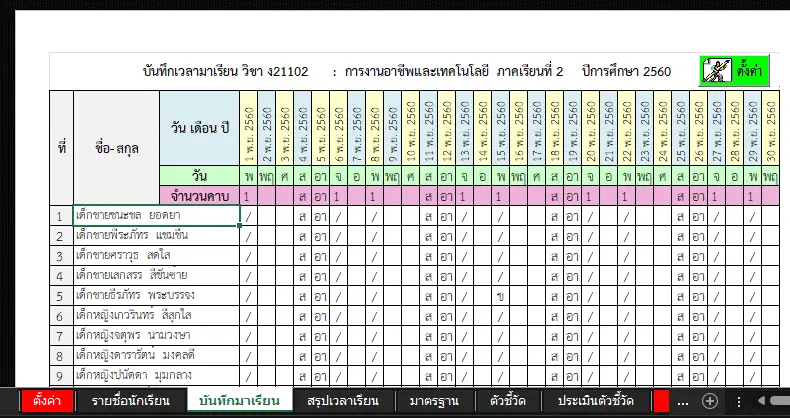 บันทึกเวลามาเรียน วิชา ง21102 : การงานอาชีพและเทคโนโลยี ภาคเรียนที่ 2 ปีการศึกษา 2560 ตั้งค่า
ที่ ชื่อ- สกุล วัน เดือน ปี 1 พ.ย. 2560 2 พ.ย. 2560 3 พ.ย. 2560 4 พ.ย. 2560 5 พ.ย. 2560 6 พ.ย. 2560 7 พ.ย. 2560 8 พ.ย. 2560 9 พ.ย. 2560 10 พ.ย. 2560 11 พ.ย. 2560 12 พ.ย. 2560 13 พ.ย. 2560 14 พ.ย. 2560 15 พ.ย. 2560 16 พ.ย. 2560 17 พ.ย. 2560 18 พ.ย. 2560 19 พ.ย. 2560 20 พ.ย. 2560 21 พ.ย. 2560 22 พ.ย. 2560 23 พ.ย. 2560 24 พ.ย. 2560 25 พ.ย. 2560 26 พ.ย. 2560 27 พ.ย. 2560 28 พ.ย. 2560 29 พ.ย. 2560 30 พ.ย. 2560
วัน พ พฤ ศ ส อา จ อ พ พฤ ศ ส อา จ อ พ พฤ ศ ส อา จ อ พ พฤ ศ ส อา จ อ พ พฤ
จำนวนคาบ 1 ส อา 1 1 ส อา 1 1 ส อา 1 1 ส อา 1 1
1 เด็กชายชนะชล ยอดยา / ส อา / / ส อา / / ส อา / / ส อา / /
2 เด็กชายพีระภัทร แชมชื่น / ส อา / / ส อา / / ส อา / / ส อา / /
3 เด็กชายศราวุธ สดใส / ส อา / / ส อา / / ส อา / / ส อา / /
4 เด็กชายเสกสรร สีขันซาย / ส อา / / ส อา / / ส อา / / ส อา / /
5 เด็กชายธีรภัทร พระบรรจง / ส อา / / ส อา / ข ส อา / / ส อา / /
6 เด็กหญิงเกวรินทร์ สีสุกใส / ส อา / / ส อา / / ส อา / / ส อา / /
7 เด็กหญิงจตุพร นามวงษา / ส อา / / ส อา / / ส อา / / ส อา / /
8 เด็กหญิงดารารัตน์ มงคลดี / ส อา / / ส อา / / ส อา / / ส อา / /
9 เด็กหญิงปนัดดา มุมกลาง / ส อา / / ส อา / / ส อา / / ส อา / /
ตั้งค่า รายชื่อนักเรียน บันทึกมาเรียน สรุปเวลาเรียน มาตรฐาน ตัวชี้วัด ประเมินตัวชี้วัด ...